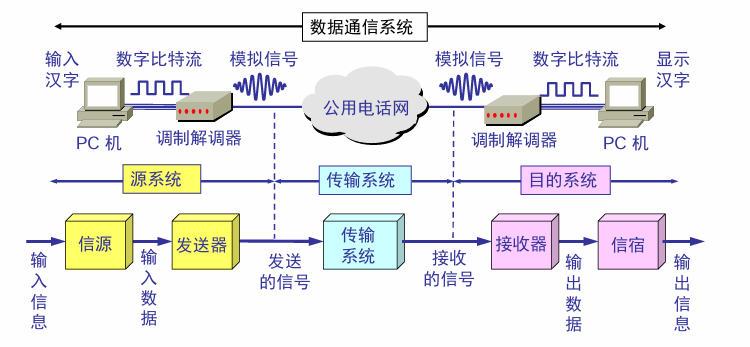 数据通信系统
输入
汉字
数字比特流
模拟信号
模拟信号
数字比特流
显示
汉字
公用电话网
PC 机
调制解调器
调制解调器
PC 机
源系统
传输系统
目的系统
信源
发送器
传输
系统
接收器
信宿
输入信息
输入数据
发送
的信号
接收
的信号
输出数据
输出信息